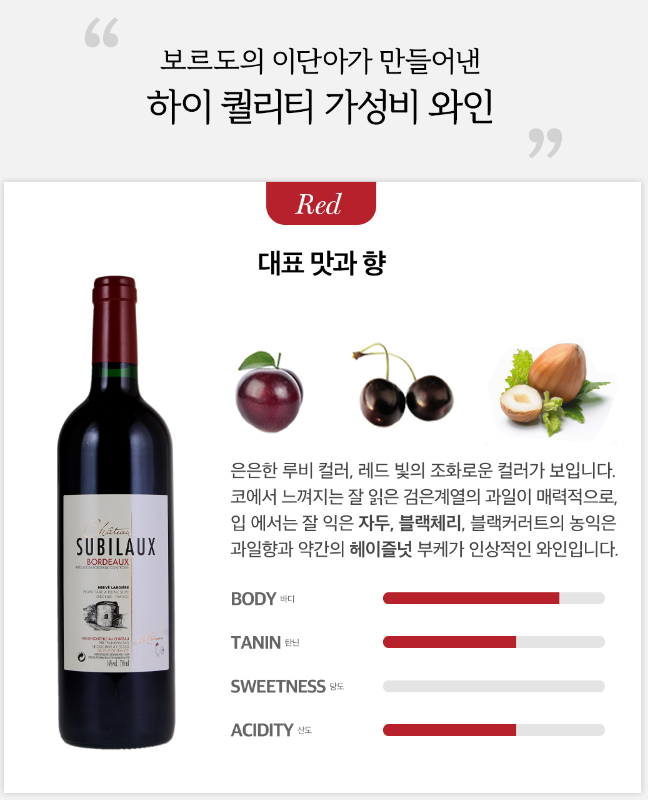 “
보르도의 이단아가 만들어낸
하이 퀄리티 가성비 와인
”
Red
대표 맛과 향
Château
SUBILAUX
BORDEAUX
HERVÉ LARDIÈRE
은은한 루비 컬러, 레드 빛의 조화로운 컬러가 보입니다.
코에서 느껴지는 잘 읽은 검은계열의 과일이 매력적으로,
입 에서는 잘 익은 자두, 블랙체리, 블랙커러트의 농익은
과일향과 약간의 헤이즐넛 부케가 인상적인 와인입니다.
BODY 바디
TANIN 탄닌
SWEETNESS 당도
ACIDITY 산도